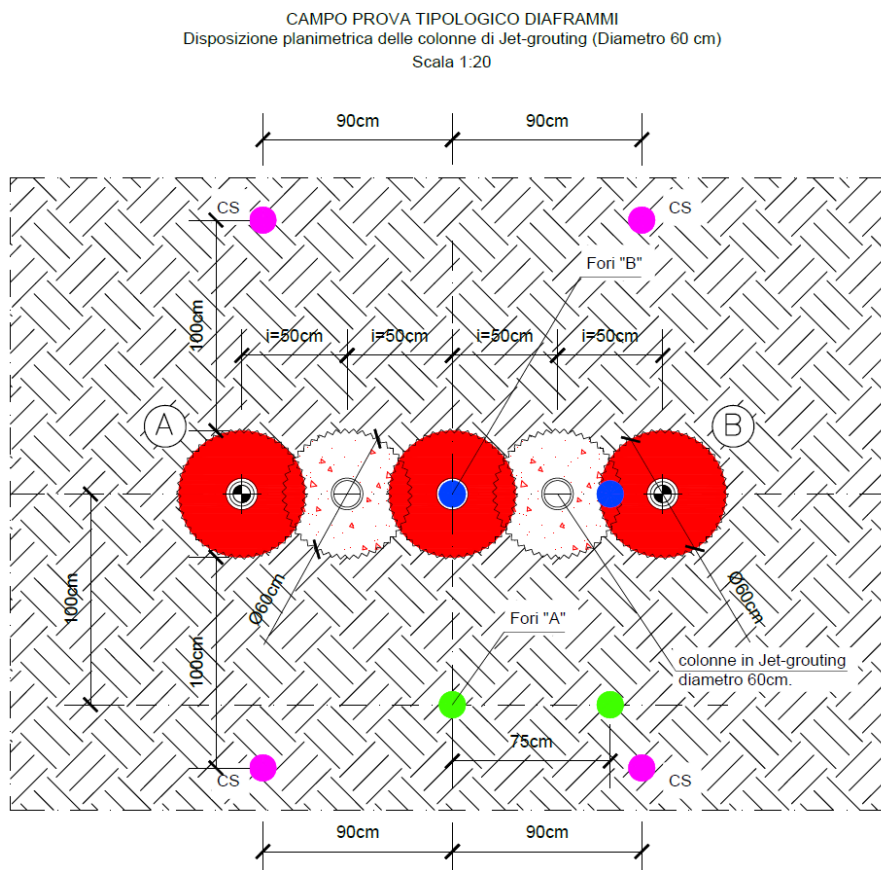 CAMPO PROVA TIPOLOGICO DIAFRAMMI
Disposizione planimetrica delle colonne di Jet-grouting (Diametro 60 cm)
Scala 1:20
90cm
90cm
CS
CS
Fori "B"
100cm
i=50cm
i=50cm
i=50cm
i=50cm
A
B
100cm
100cm
Ø60cm
Ø60cm
Fori "A"
colonne in Jet-grouting
diametro 60cm.
75cm
CS
CS
90cm
90cm